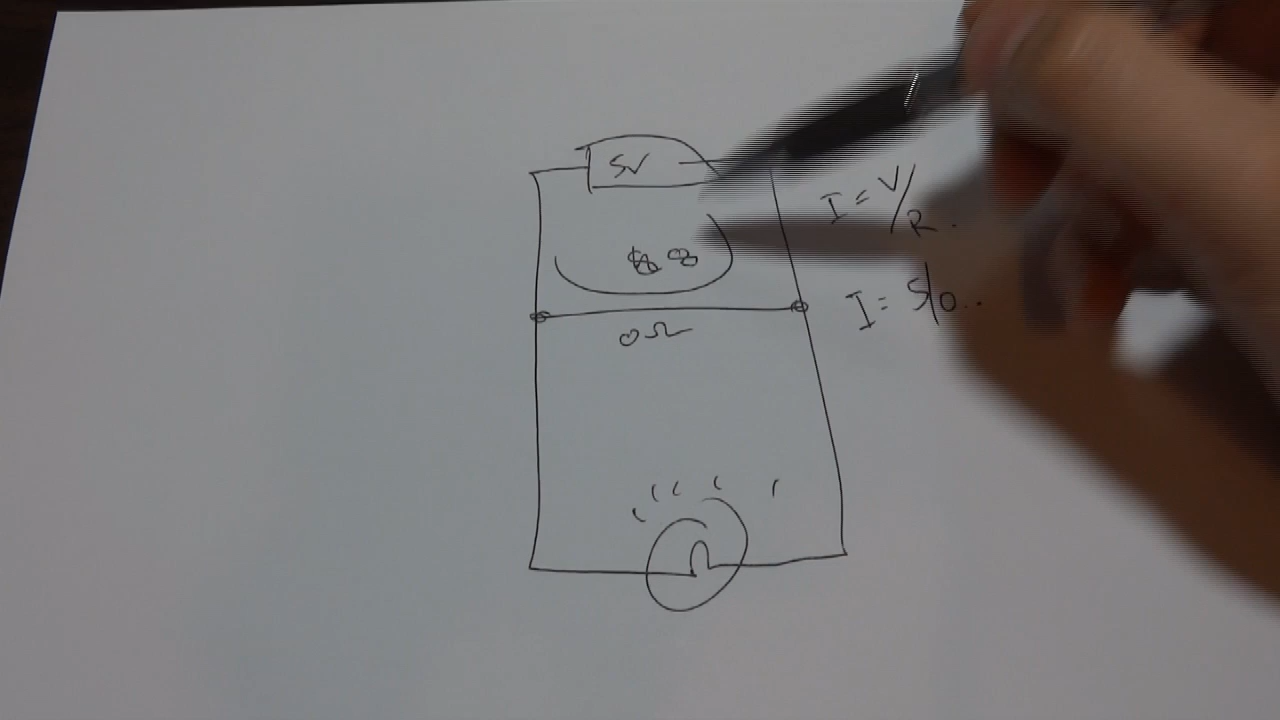 5V
I = V/R.
0Ω
I = 5/0..